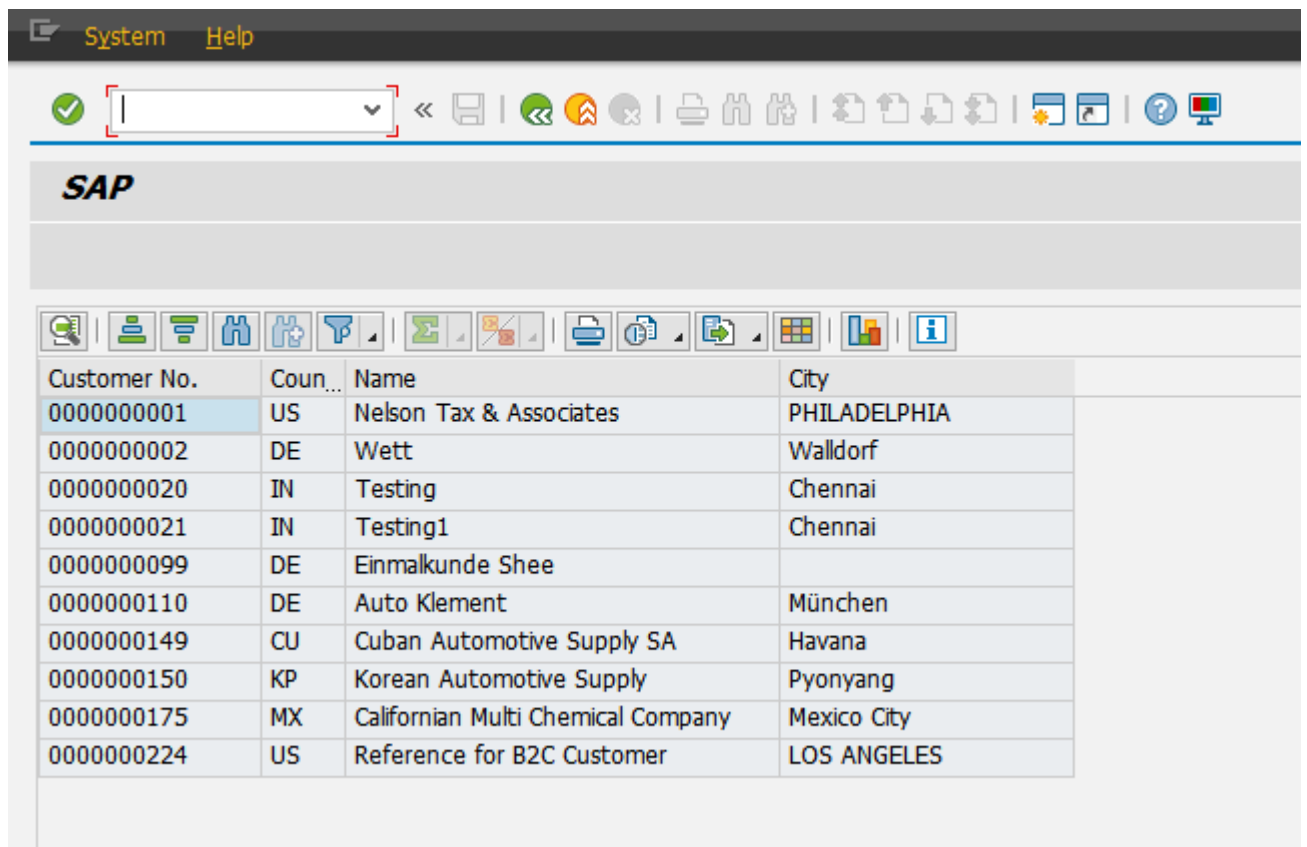 System Help
SAP
Customer No. Coun... Name City
0000000001 US Nelson Tax & Associates PHILADELPHIA
0000000002 DE Wett Walldorf
0000000020 IN Testing Chennai
0000000021 IN Testing1 Chennai
0000000099 DE Einmalkunde Shee
0000000110 DE Auto Klement München
0000000149 CU Cuban Automotive Supply SA Havana
0000000150 KP Korean Automotive Supply Pyonyang
0000000175 MX Californian Multi Chemical Company Mexico City
0000000224 US Reference for B2C Customer LOS ANGELES